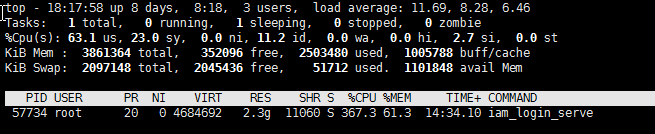 top - 18:17:58 up 8 days,  8:18,  3 users,  load average: 11.69, 8.28, 6.46
Tasks:   1 total,   0 running,   1 sleeping,   0 stopped,   0 zombie
%Cpu(s): 63.1 us, 23.0 sy,  0.0 ni, 11.2 id,  0.0 wa,  0.0 hi,  2.7 si,  0.0 st
KiB Mem :  3861364 total,   352096 free,  2503480 used,  1005788 buff/cache
KiB Swap:  2097148 total,  2045436 free,    51712 used.  1101848 avail Mem
PID USER      PR  NI    VIRT    RES    SHR S  %CPU %MEM     TIME+ COMMAND
57734 root      20   0 4684692   2.3g  11060 S 367.3 61.3  14:34.10 iam_login_serve